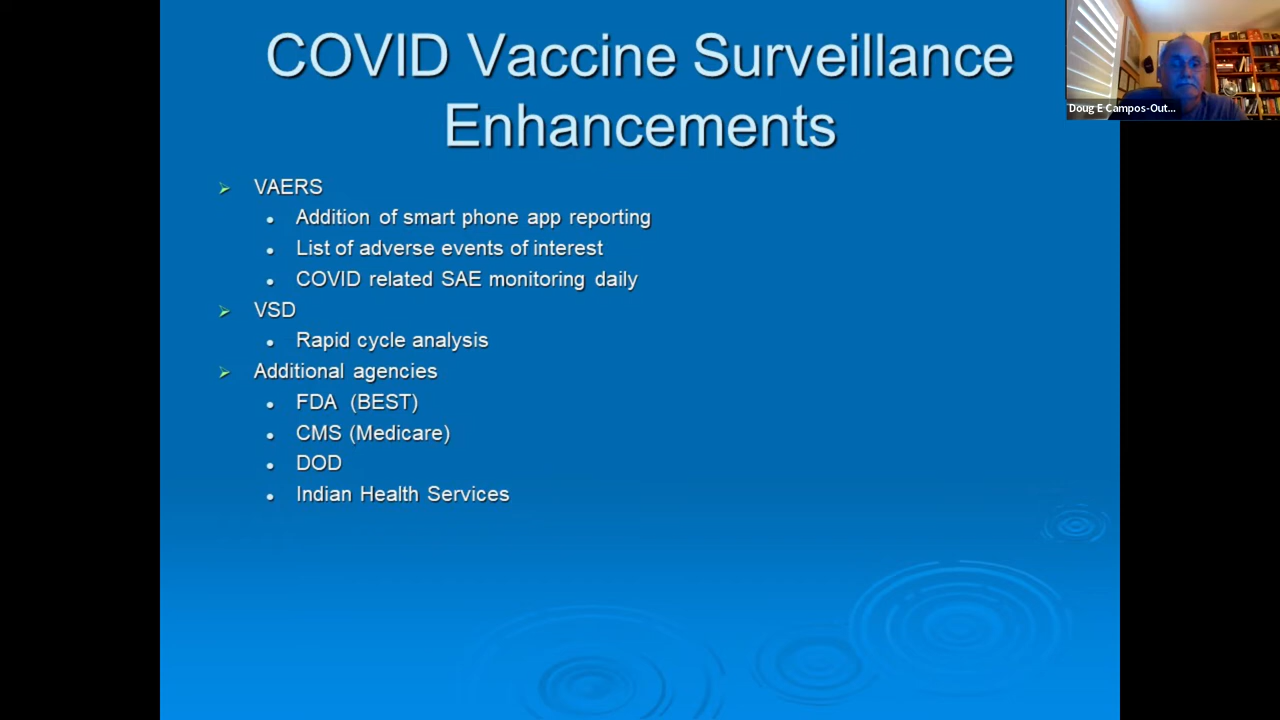 COVID Vaccine Surveillance
Enhancements
Doug E Campos-Out...
VAERS
Addition of smart phone app reporting
List of adverse events of interest
COVID related SAE monitoring daily
VSD
Rapid cycle analysis
Additional agencies
FDA (BEST)
CMS (Medicare)
DOD
Indian Health Services